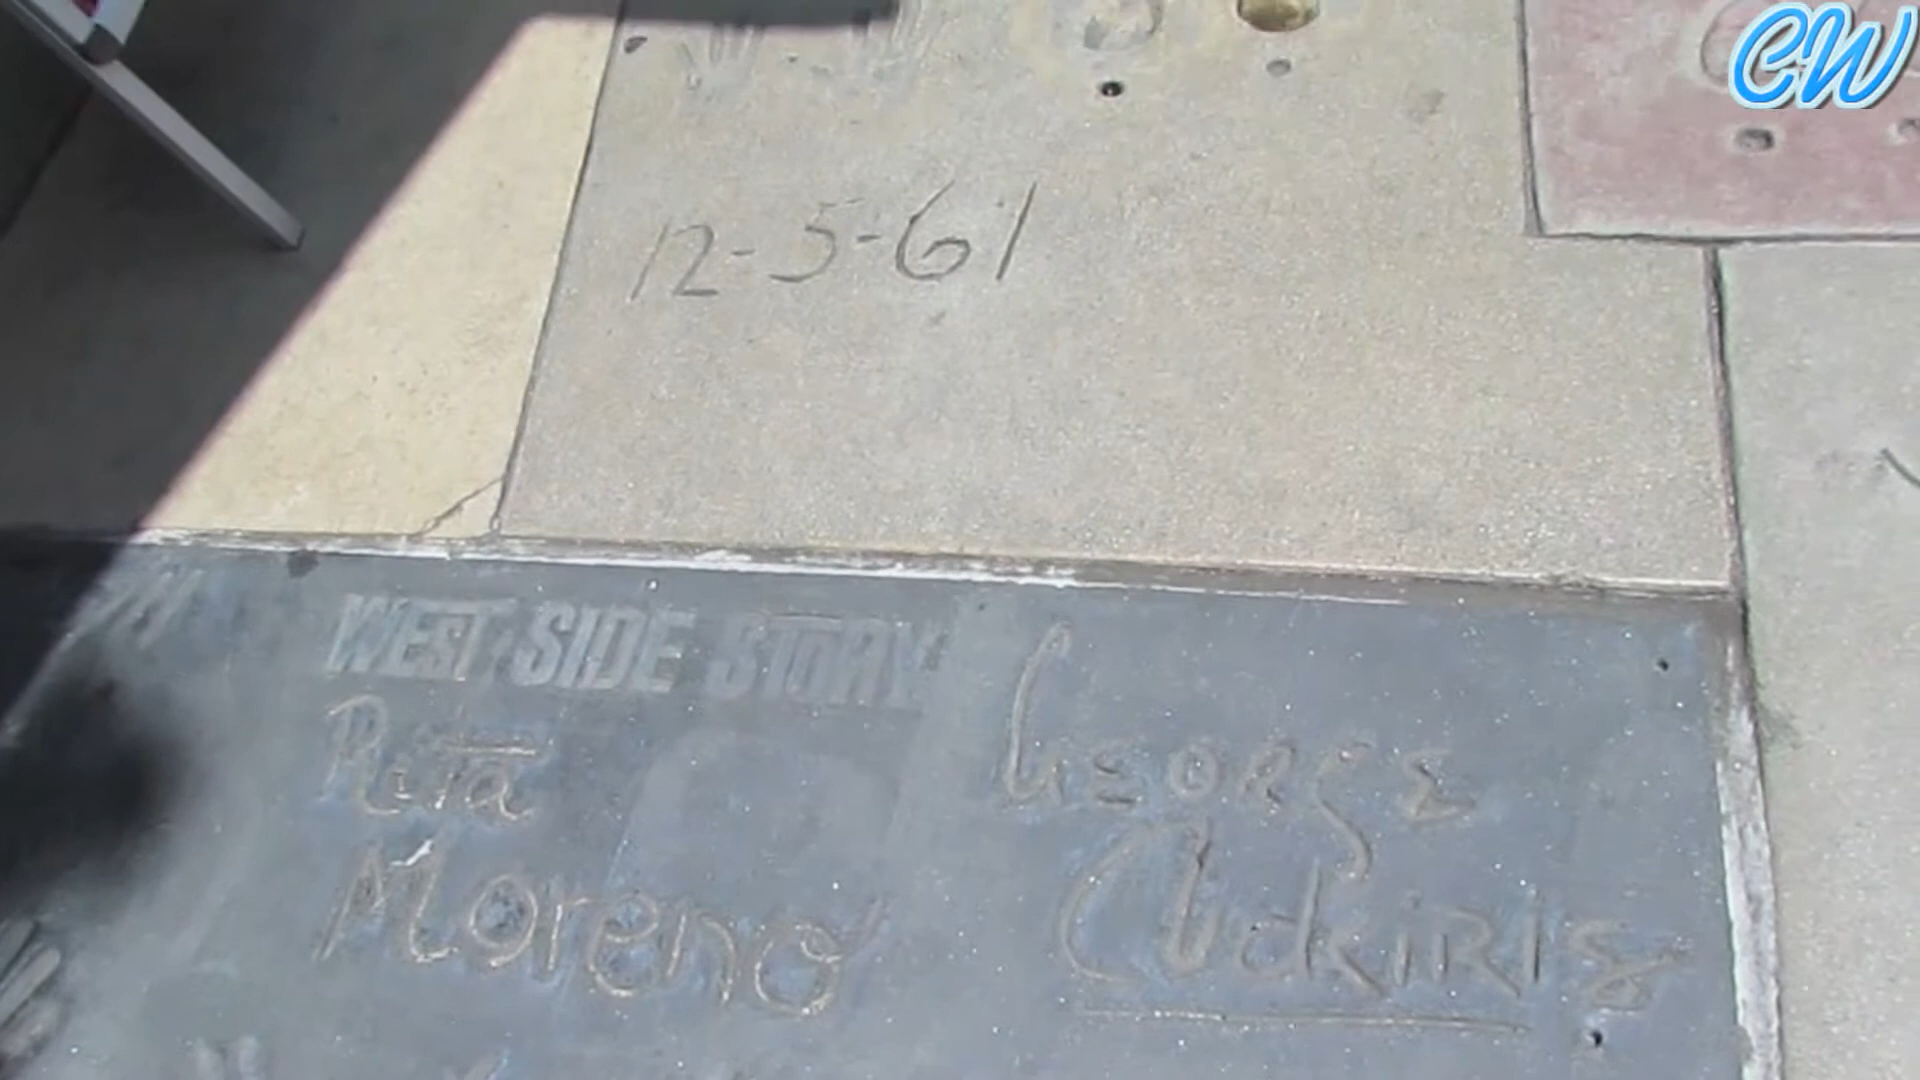 CW
12-5-61
WEST SIDE STORY
Rita
Moreno
George
Chakiris